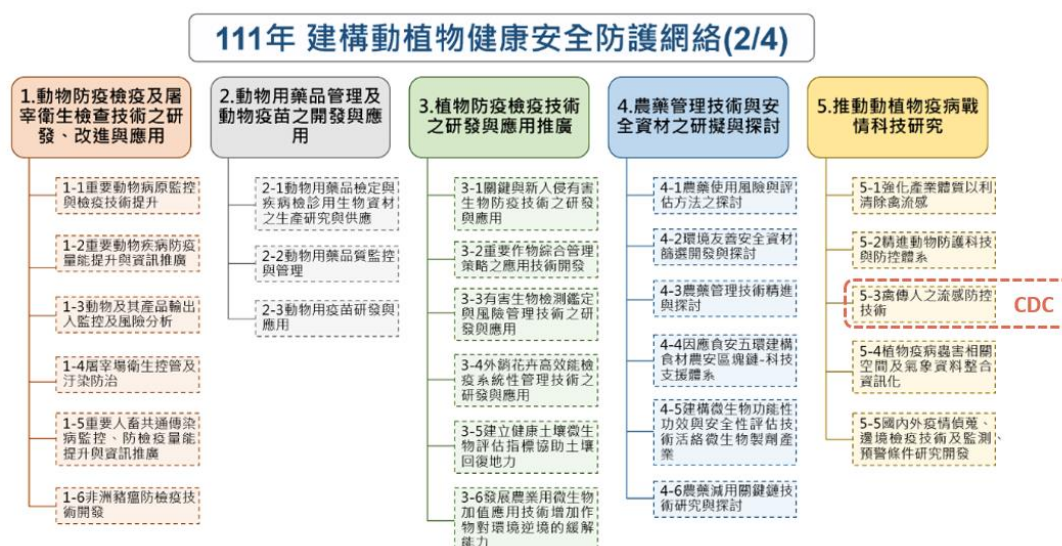 111年 建構動植物健康安全防護網絡(2/4)
1.動物防疫檢疫及屠
宰衛生檢查技術之研
發、改進與應用
1-1重要動物病原監控
與檢疫技術提升
1-2重要動物疾病防疫
量能提升與資訊推廣
1-3動物及其產品輸出
入監控及風險分析
1-4屠宰場衛生控管及
汙染防治
1-5重要人畜共通傳染
病監控、防檢疫量能
提升與資訊推廣
1-6非洲豬瘟防檢疫技
術開發
2.動物用藥品管理及
動物疫苗之開發與應
用
2-1動物用藥品檢定與
疾病檢診用生物資材
之生產研究與供應
2-2動物用藥品質監控
與管理
2-3動物用疫苗研發與
應用
3.植物防疫檢疫技術
之研發與應用推廣
3-1關鍵與新入侵有害
生物防疫技術之研發
與應用
3-2重要作物綜合管理
策略之應用技術開發
3-3有害生物檢測鑑定
與風險管理技術之研
發與應用
3-4外銷花卉高效能檢
疫系統性管理技術之
研發與應用
3-5建立健康土壤微生
物評估指標協助土壤
回復地力
3-6發展農業用微生物
加值應用技術增加作
物對環境逆境的緩解
能力
4.農藥管理技術與安
全資材之研擬與探討
4-1農藥使用風險與評
估方法之探討
4-2環境友善安全資材
篩選開發與探討
4-3農藥管理技術精進
與探討
4-4因應食安五環建構
食材農安區塊鏈-科技
支援體系
4-5建構微生物功能性
功效與安全性評估技
術活絡微生物製劑產
業
4-6農藥減用關鍵鏈技
術研究與探討
5.推動動植物疫病戰
情科技研究
5-1強化產業體質以利
清除禽流感
5-2精進動物防護科技
與防控體系
5-3禽傳人之流感防控
技術
CDC
5-4植物疫病蟲害相關
空間及氣象資料整合
資訊化
5-5國內外疫情偵蒐、
邊境檢疫技術及監測、
預警條件研究開發